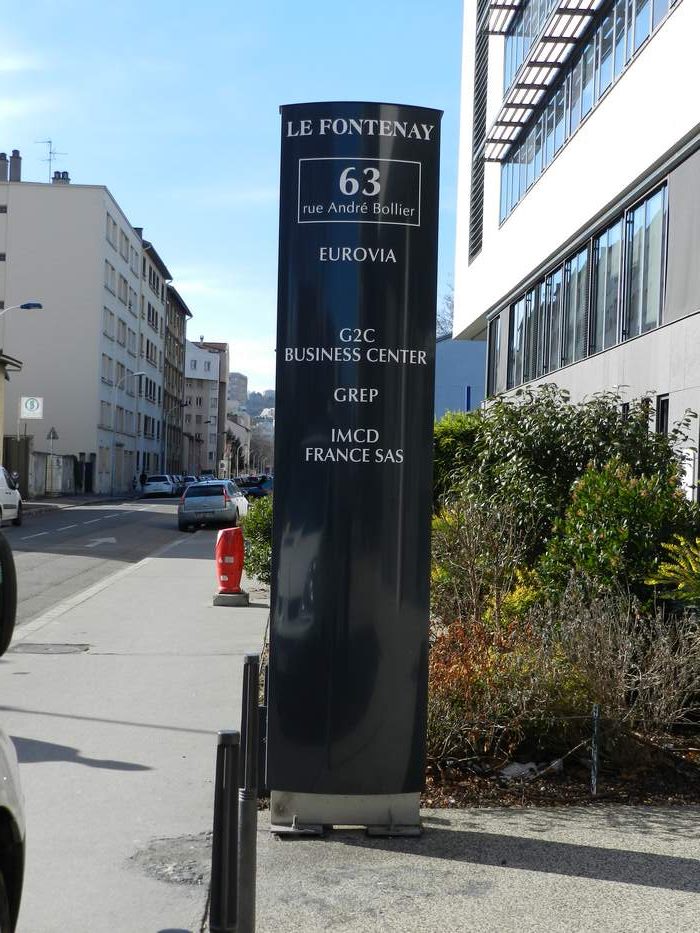 LE FONTENAY
63
rue André Bollier
EUROVIA
G2C
BUSINESS CENTER
GREP
IMCD
FRANCE SAS